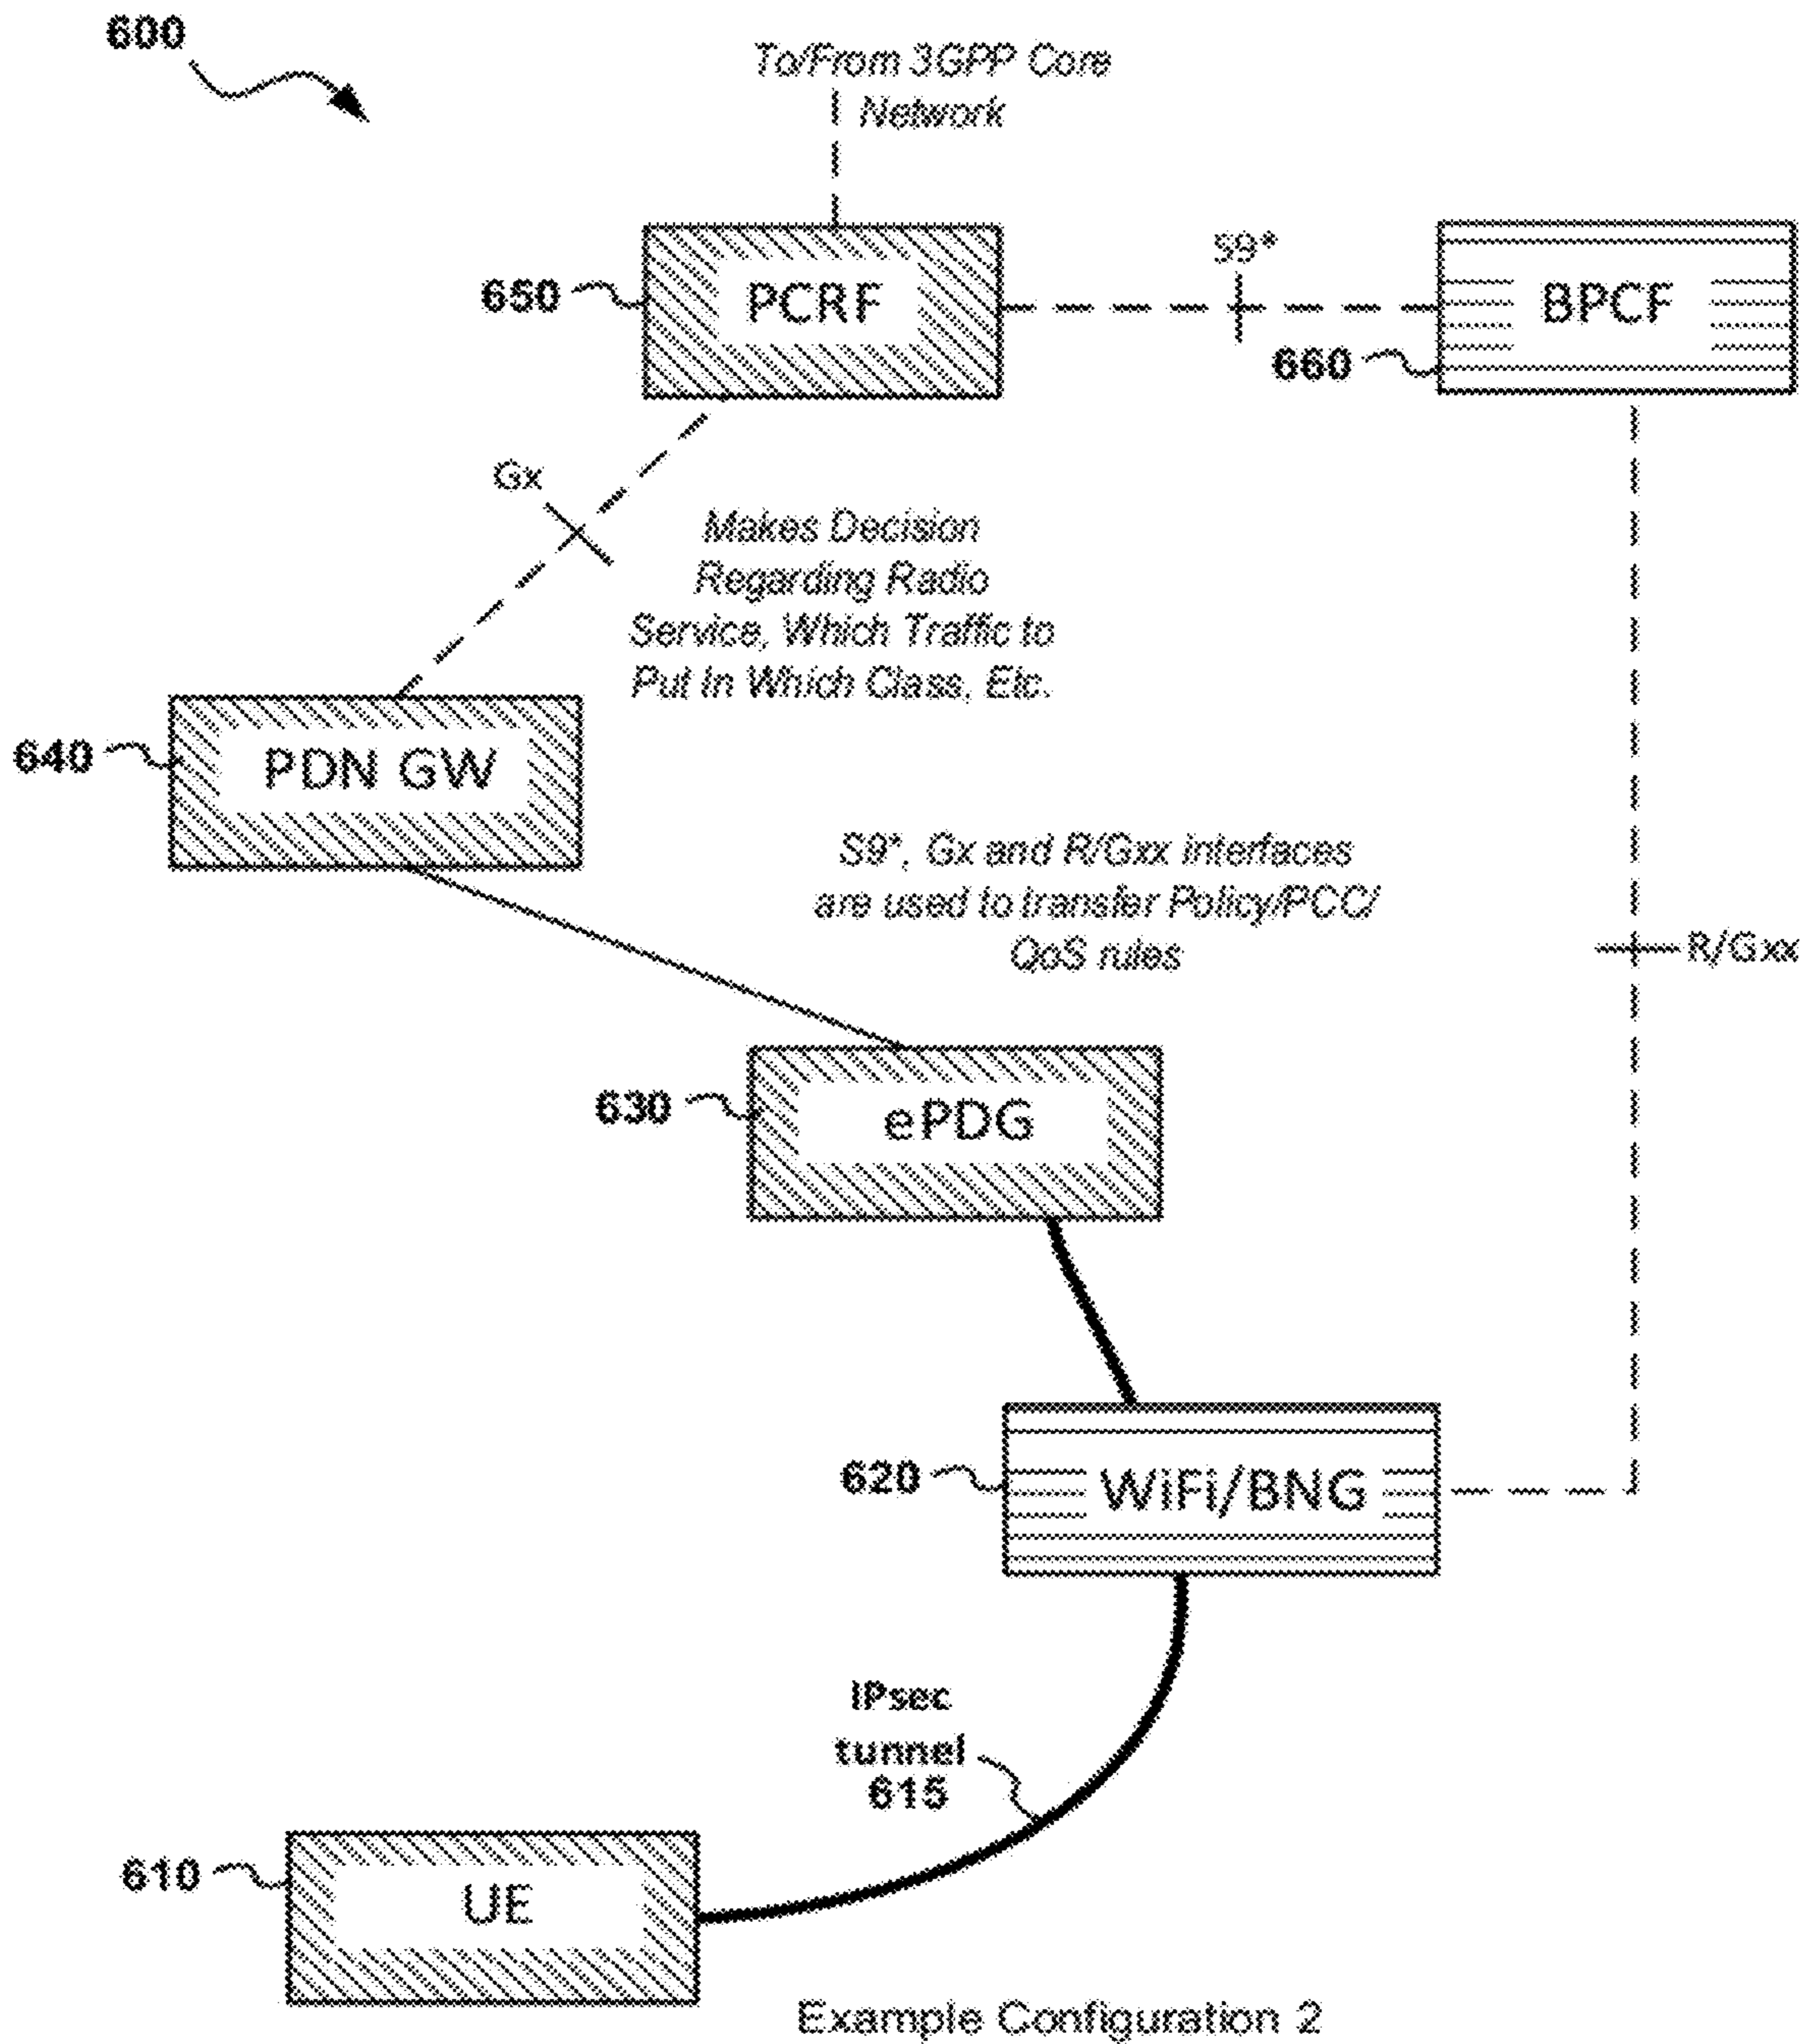 600
To/From 3GPP Core
Network
650
PCRF
S9*
BPCF
660
Gx
Makes Decision
Regarding Radio
Service, Which Traffic to
Put In Which Class, Etc.
640
PDN GW
S9*, Gx and R/Gxx interfaces
are used to transfer Policy/PCC/
QoS rules
R/Gxx
630
ePDG
620
WiFi/BNG
IPsec
tunnel
615
610
UE
Example Configuration 2